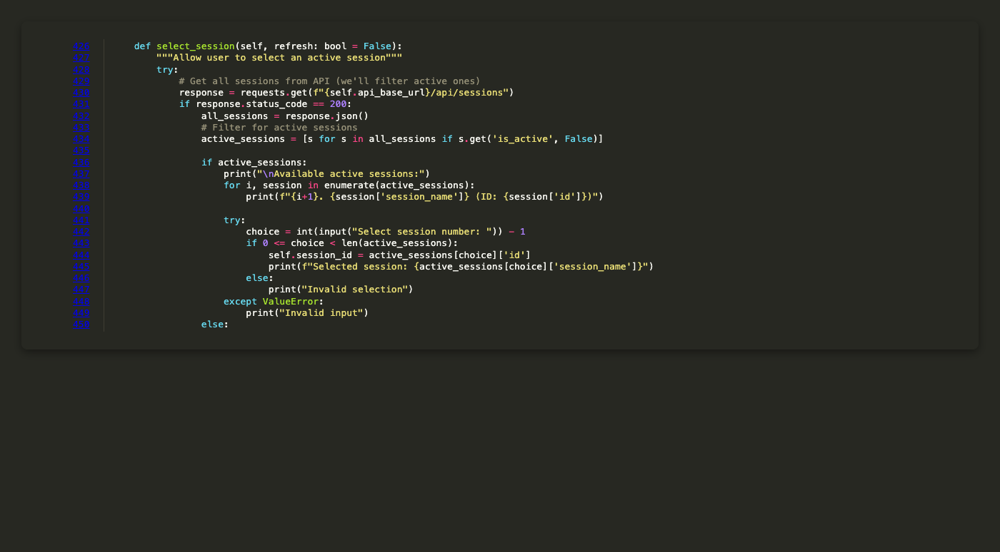 426 def select_session(self, refresh: bool = False):
427 """Allow user to select an active session"""
428 try:
429 # Get all sessions from API (we'll filter active ones)
430 response = requests.get(f"{self.api_base_url}/api/sessions")
431 if response.status_code == 200:
432 all_sessions = response.json()
433 # Filter for active sessions
434 active_sessions = [s for s in all_sessions if s.get('is_active', False)]
435
436 if active_sessions:
437 print("\nAvailable active sessions:")
438 for i, session in enumerate(active_sessions):
439 print(f"{i+1}. {session['session_name']} (ID: {session['id']})")
440
441 try:
442 choice = int(input("Select session number: ")) - 1
443 if 0 <= choice < len(active_sessions):
444 self.session_id = active_sessions[choice]['id']
445 print(f"Selected session: {active_sessions[choice]['session_name']}")
446 else:
447 print("Invalid selection")
448 except ValueError:
449 print("Invalid input")
450 else: